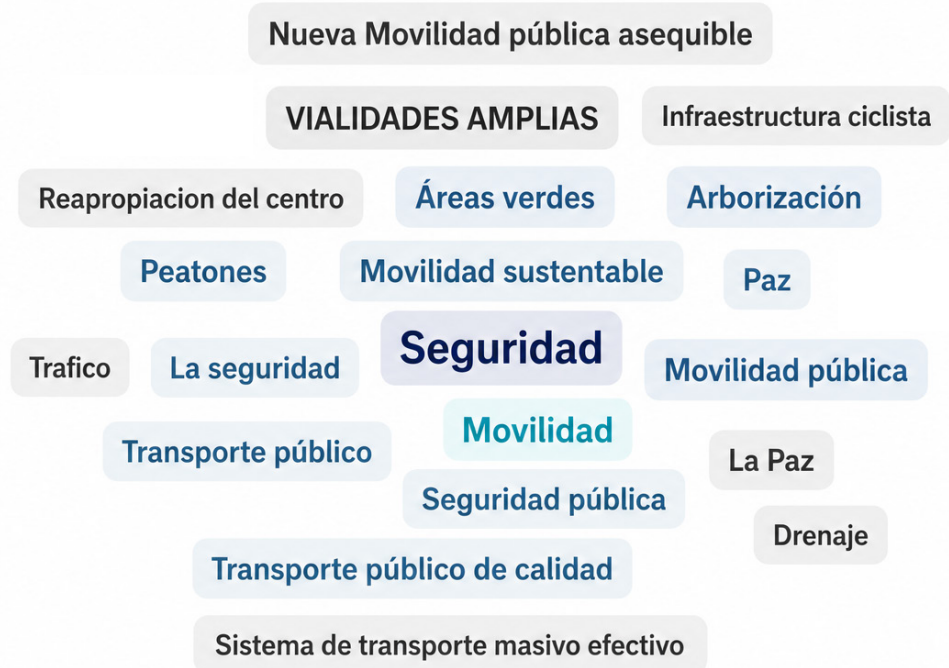 Nueva Movilidad pública asequible
VIALIDADES AMPLIAS
Infraestructura ciclista
Reapropiacion del centro
Áreas verdes
Arborización
Peatones
Movilidad sustentable
Paz
Seguridad
Trafico
La seguridad
Movilidad pública
Movilidad
Transporte público
La Paz
Seguridad pública
Drenaje
Transporte público de calidad
Sistema de transporte masivo efectivo